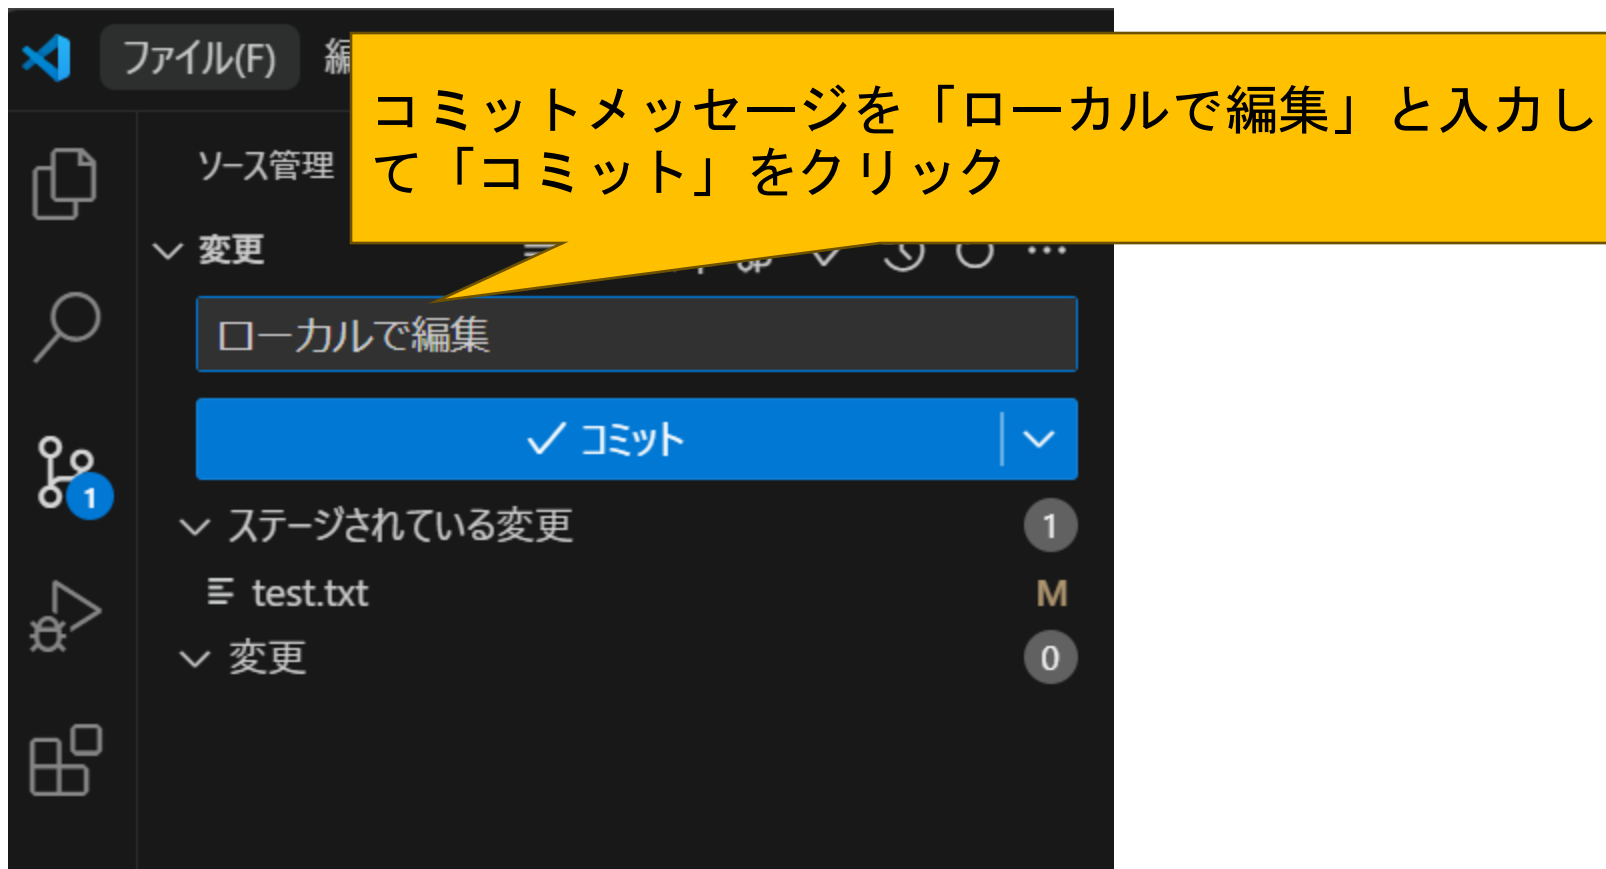 ファイル(F) 編
コミットメッセージを「ローカルで編集」と入力し
て「コミット」をクリック
ソース管理
変更
ローカルで編集
コミット
1
ステージされている変更 1
test.txt M
変更 0